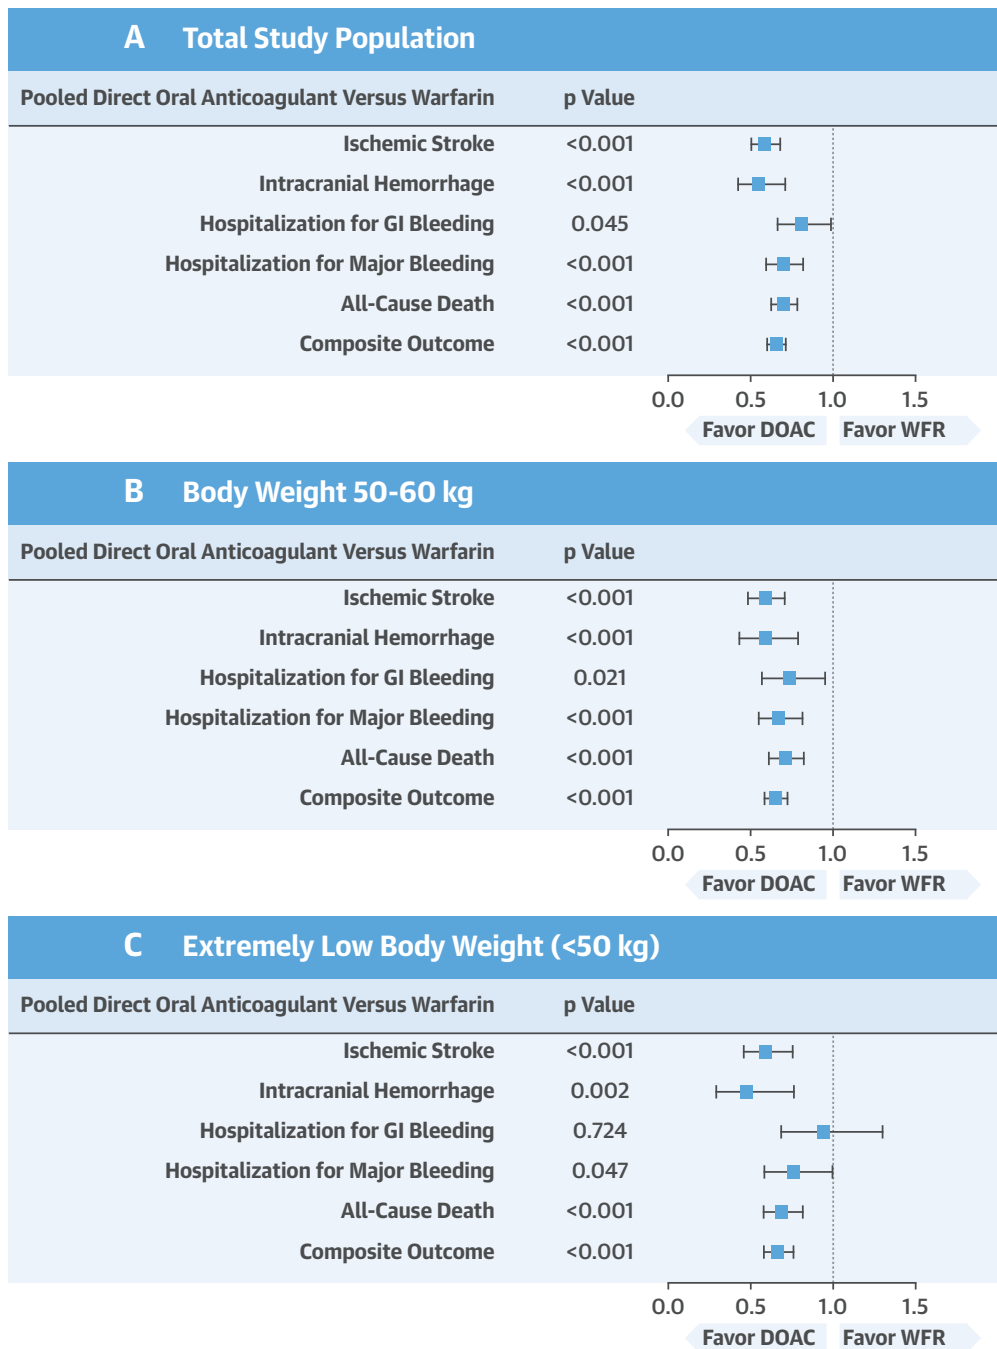 A Total Study Population
Pooled Direct Oral Anticoagulant Versus Warfarin p Value
Ischemic Stroke <0.001
Intracranial Hemorrhage <0.001
Hospitalization for GI Bleeding 0.045
Hospitalization for Major Bleeding <0.001
All-Cause Death <0.001
Composite Outcome <0.001
0.0 0.5 1.0 1.5
Favor DOAC Favor WFR
B Body Weight 50-60 kg
Pooled Direct Oral Anticoagulant Versus Warfarin p Value
Ischemic Stroke <0.001
Intracranial Hemorrhage <0.001
Hospitalization for GI Bleeding 0.021
Hospitalization for Major Bleeding <0.001
All-Cause Death <0.001
Composite Outcome <0.001
0.0 0.5 1.0 1.5
Favor DOAC Favor WFR
C Extremely Low Body Weight (<50 kg)
Pooled Direct Oral Anticoagulant Versus Warfarin p Value
Ischemic Stroke <0.001
Intracranial Hemorrhage 0.002
Hospitalization for GI Bleeding 0.724
Hospitalization for Major Bleeding 0.047
All-Cause Death <0.001
Composite Outcome <0.001
0.0 0.5 1.0 1.5
Favor DOAC Favor WFR